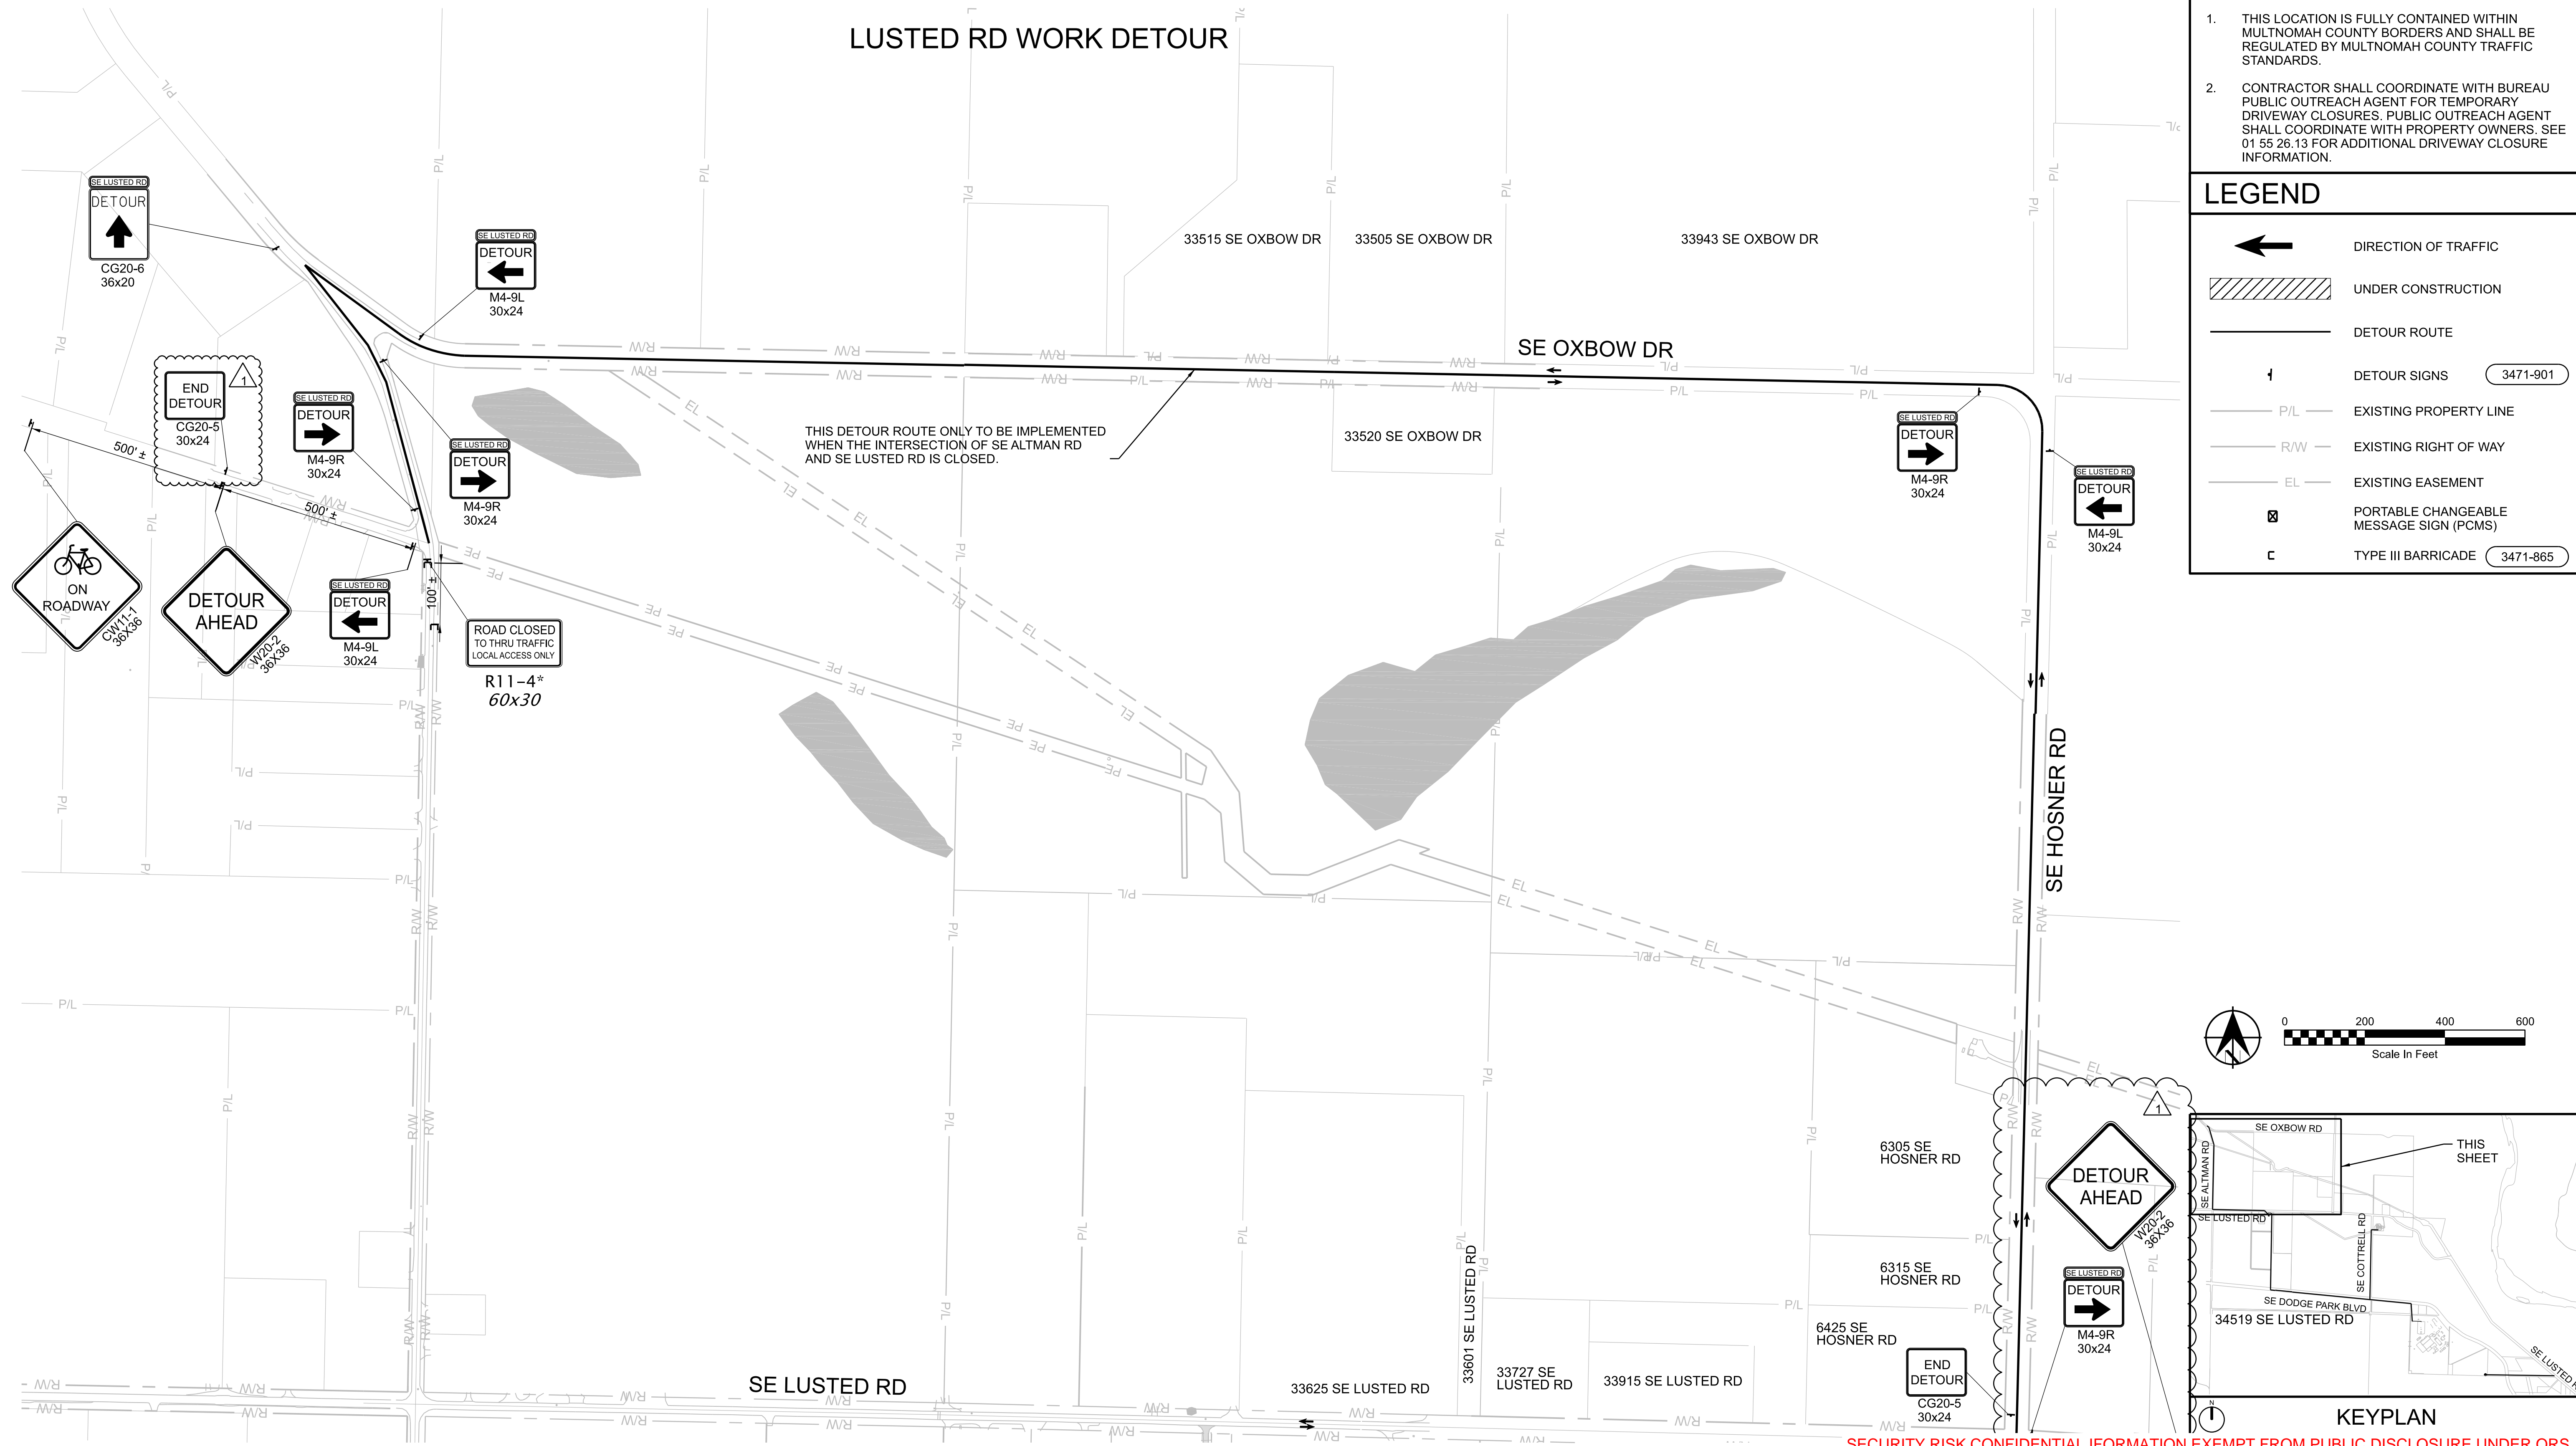 LUSTED RD WORK DETOUR
1. THIS LOCATION IS FULLY CONTAINED WITHIN
MULTNOMAH COUNTY BORDERS AND SHALL BE
REGULATED BY MULTNOMAH COUNTY TRAFFIC
STANDARDS.
2. CONTRACTOR SHALL COORDINATE WITH BUREAU
PUBLIC OUTREACH AGENT FOR TEMPORARY
DRIVEWAY CLOSURES. PUBLIC OUTREACH AGENT
SHALL COORDINATE WITH PROPERTY OWNERS. SEE
01 55 26.13 FOR ADDITIONAL DRIVEWAY CLOSURE
INFORMATION.
LEGEND
DIRECTION OF TRAFFIC
UNDER CONSTRUCTION
DETOUR ROUTE
DETOUR SIGNS 3471-901
P/L EXISTING PROPERTY LINE
R/W EXISTING RIGHT OF WAY
EL EXISTING EASEMENT
PORTABLE CHANGEABLE
MESSAGE SIGN (PCMS)
TYPE III BARRICADE 3471-865
SE LUSTED RD
DETOUR
CG20-6
36x20
SE LUSTED RD
DETOUR
M4-9L
30x24
33515 SE OXBOW DR
33505 SE OXBOW DR
33943 SE OXBOW DR
SE OXBOW DR
1
END
DETOUR
CG20-5
30x24
SE LUSTED RD
DETOUR
M4-9R
30x24
SE LUSTED RD
DETOUR
M4-9R
30x24
THIS DETOUR ROUTE ONLY TO BE IMPLEMENTED
WHEN THE INTERSECTION OF SE ALTMAN RD
AND SE LUSTED RD IS CLOSED.
33520 SE OXBOW DR
SE LUSTED RD
DETOUR
M4-9R
30x24
SE LUSTED RD
DETOUR
M4-9L
30x24
500' ±
500' ±
100' ±
ON
ROADWAY
CW11-1
36X36
DETOUR
AHEAD
W20-2
36X36
SE LUSTED RD
DETOUR
M4-9L
30x24
ROAD CLOSED
TO THRU TRAFFIC
LOCAL ACCESS ONLY
R11-4*
60x30
SE HOSNER RD
0 200 400 600
Scale In Feet
6305 SE
HOSNER RD
6315 SE
HOSNER RD
6425 SE
HOSNER RD
1
DETOUR
AHEAD
W20-2
36X36
SE LUSTED RD
DETOUR
M4-9R
30x24
END
DETOUR
CG20-5
30x24
SE LUSTED RD
33625 SE LUSTED RD
33601 SE LUSTED RD
33727 SE
LUSTED RD
33915 SE LUSTED RD
SE OXBOW RD
THIS
SHEET
SE ALTMAN RD
SE LUSTED RD
SE COTTRELL RD
SE DODGE PARK BLVD
34519 SE LUSTED RD
N
KEYPLAN